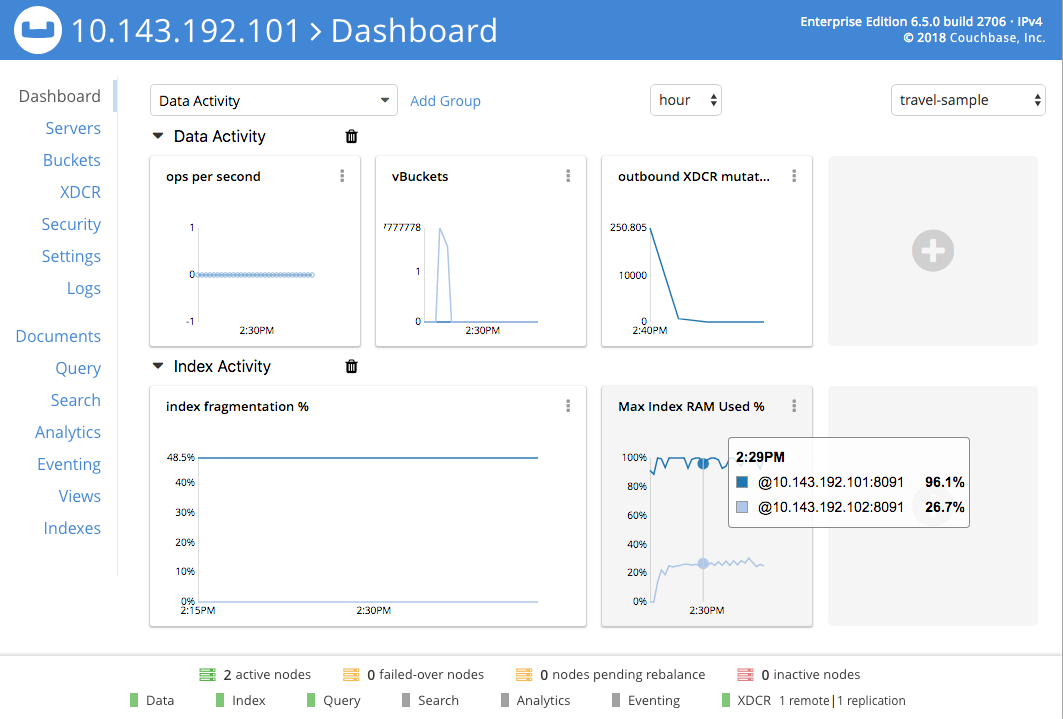 10.143.192.101 > Dashboard
Enterprise Edition 6.5.0 build 2706 · IPv4
© 2018 Couchbase, Inc.
Dashboard
Servers
Buckets
XDCR
Security
Settings
Logs
Documents
Query
Search
Analytics
Eventing
Views
Indexes
Data Activity
Add Group
hour
travel-sample
Data Activity
ops per second
1
0
-1
2:30PM
vBuckets
7777778
1
0
2:30PM
outbound XDCR mutat...
250.805
10000
0
2:40PM
Index Activity
index fragmentation %
48.5%
40%
30%
20%
10%
0%
2:15PM 2:30PM
Max Index RAM Used %
100%
80%
60%
40%
20%
0%
2:30PM
2:29PM
@10.143.192.101:8091 96.1%
@10.143.192.102:8091 26.7%
2 active nodes 0 failed-over nodes 0 nodes pending rebalance 0 inactive nodes
Data Index Query Search Analytics Eventing XDCR 1 remote|1 replication